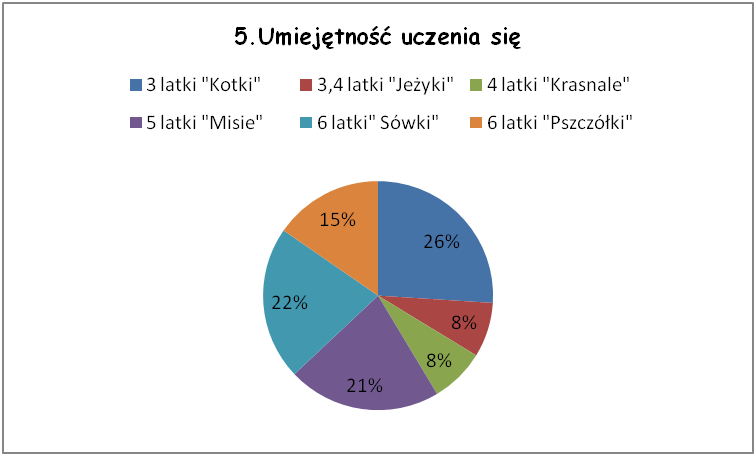 5.Umiejętność uczenia się
3 latki "Kotki" 3,4 latki "Jeżyki" 4 latki "Krasnale"
5 latki "Misie" 6 latki" Sówki" 6 latki "Pszczółki"
15% 26%
22% 8%
21% 8%